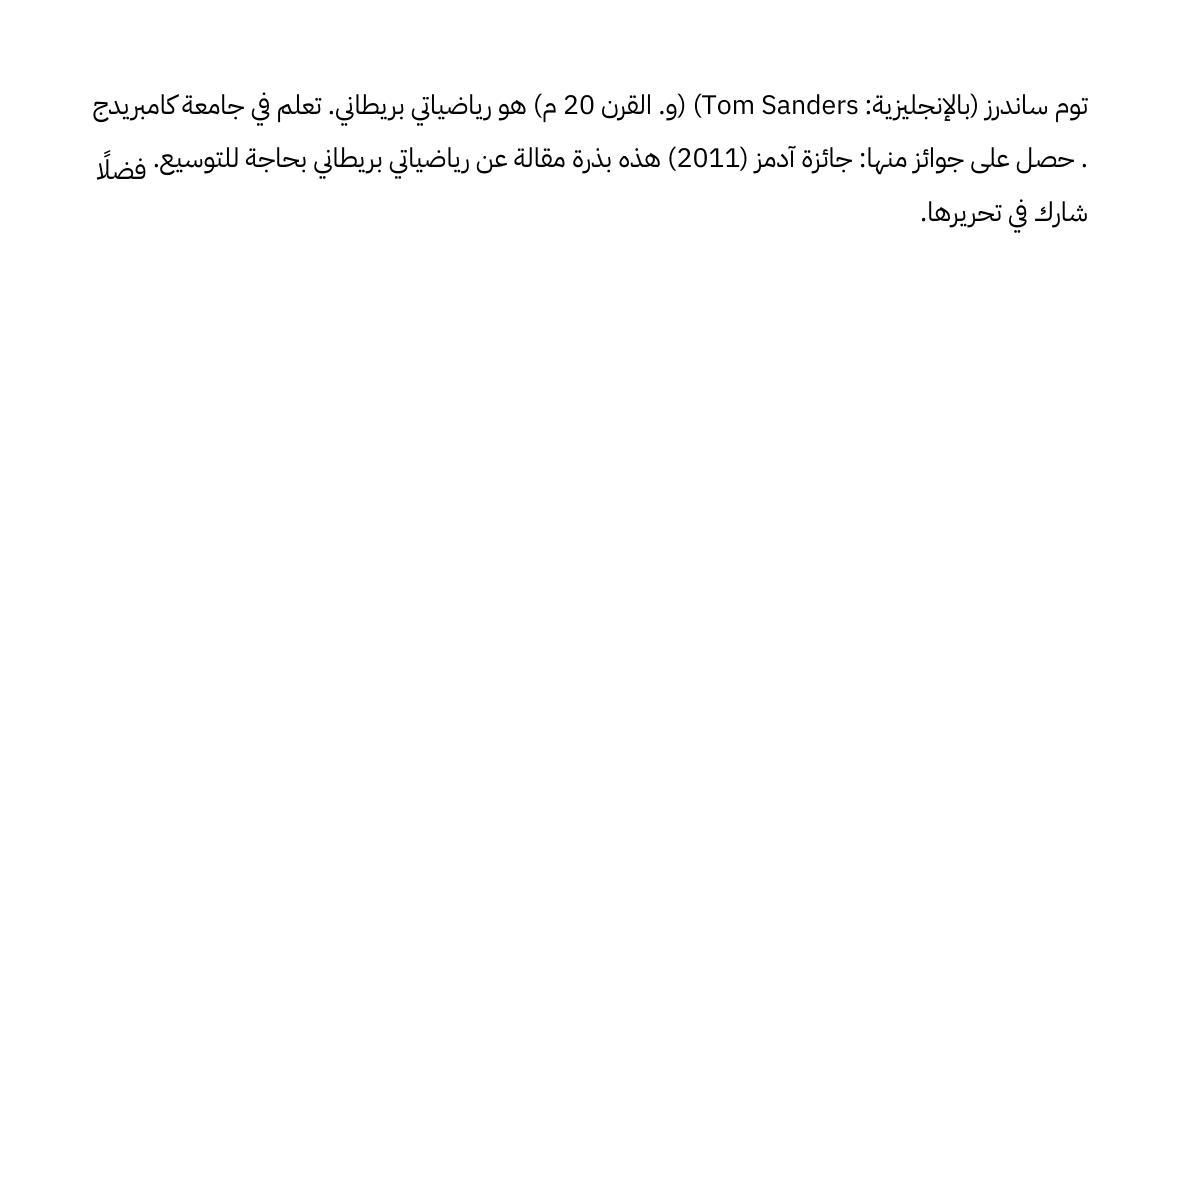 توم ساندرز (بالإنجليزية: Tom Sanders) (و. القرن 20 م) هو رياضياتي بريطاني. تعلم في جامعة كامبريدج
. حصل على جوائز منها: جائزة آدمز (2011) هذه بذرة مقالة عن رياضياتي بريطاني بحاجة للتوسيع. فضلًا
شارك في تحريرها.